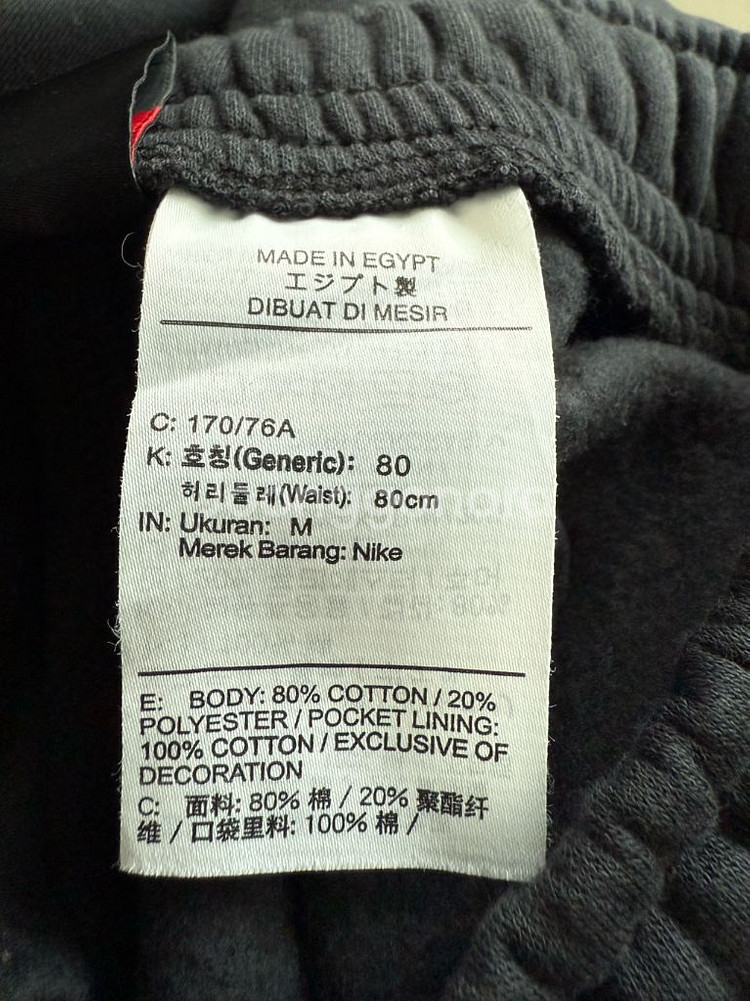 MADE IN EGYPT
エジプト製
DIBUAT DI MESIR
C: 170/76A
K: 호칭(Generic): 80
허리둘레(Waist): 80cm
IN: Ukuran: M
Merek Barang: Nike
E: BODY: 80% COTTON / 20%
POLYESTER / POCKET LINING:
100% COTTON / EXCLUSIVE OF
DECORATION
C: 面料: 80% 棉 / 20% 聚酯纤
维 / 口袋里料: 100% 棉 /